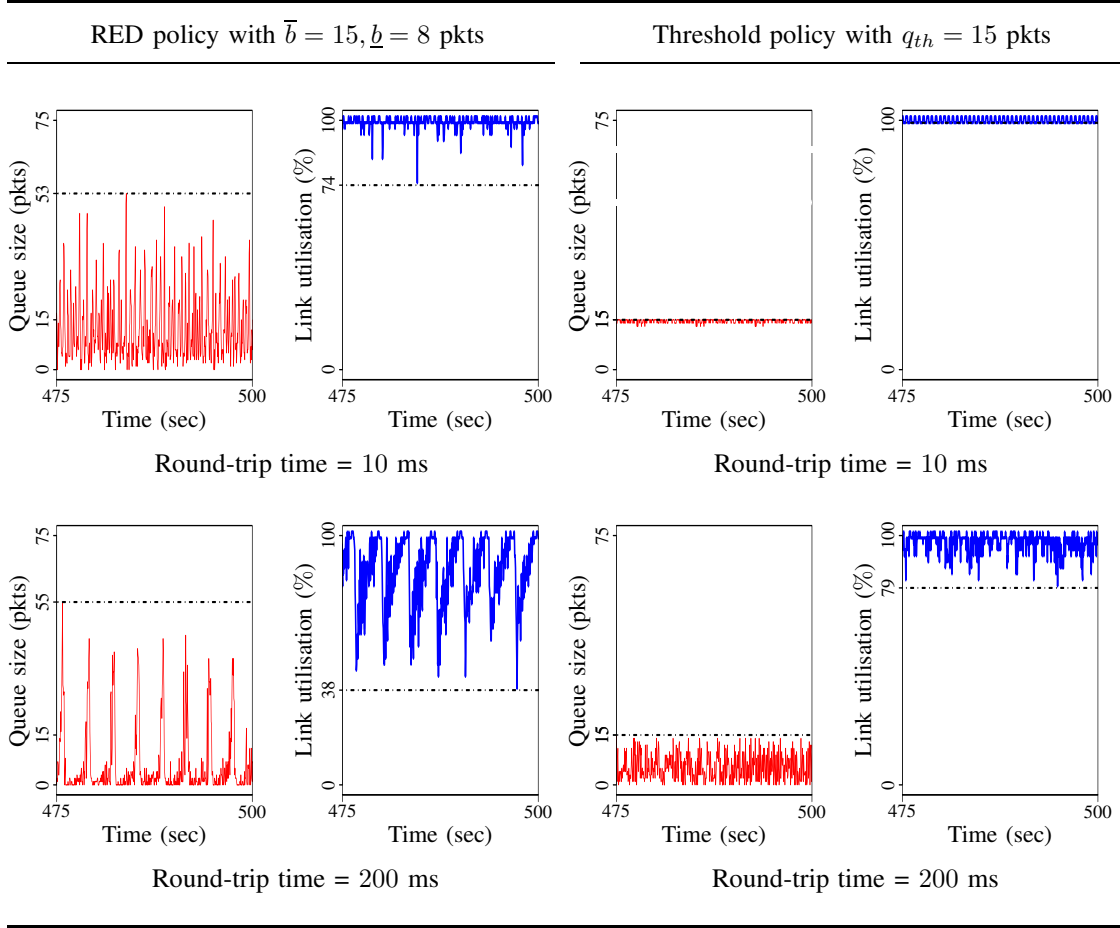 RED policy with b̅ = 15, b̲ = 8 pkts
Threshold policy with q_th = 15 pkts
Queue size (pkts)
75
53
15
0
475
500
Time (sec)
Link utilisation (%)
100
74
0
475
500
Time (sec)
Round-trip time = 10 ms
Queue size (pkts)
75
15
0
475
500
Time (sec)
Link utilisation (%)
100
0
475
500
Time (sec)
Round-trip time = 10 ms
Queue size (pkts)
75
55
15
0
475
500
Time (sec)
Link utilisation (%)
100
38
0
475
500
Time (sec)
Round-trip time = 200 ms
Queue size (pkts)
75
15
0
475
500
Time (sec)
Link utilisation (%)
100
79
0
475
500
Time (sec)
Round-trip time = 200 ms